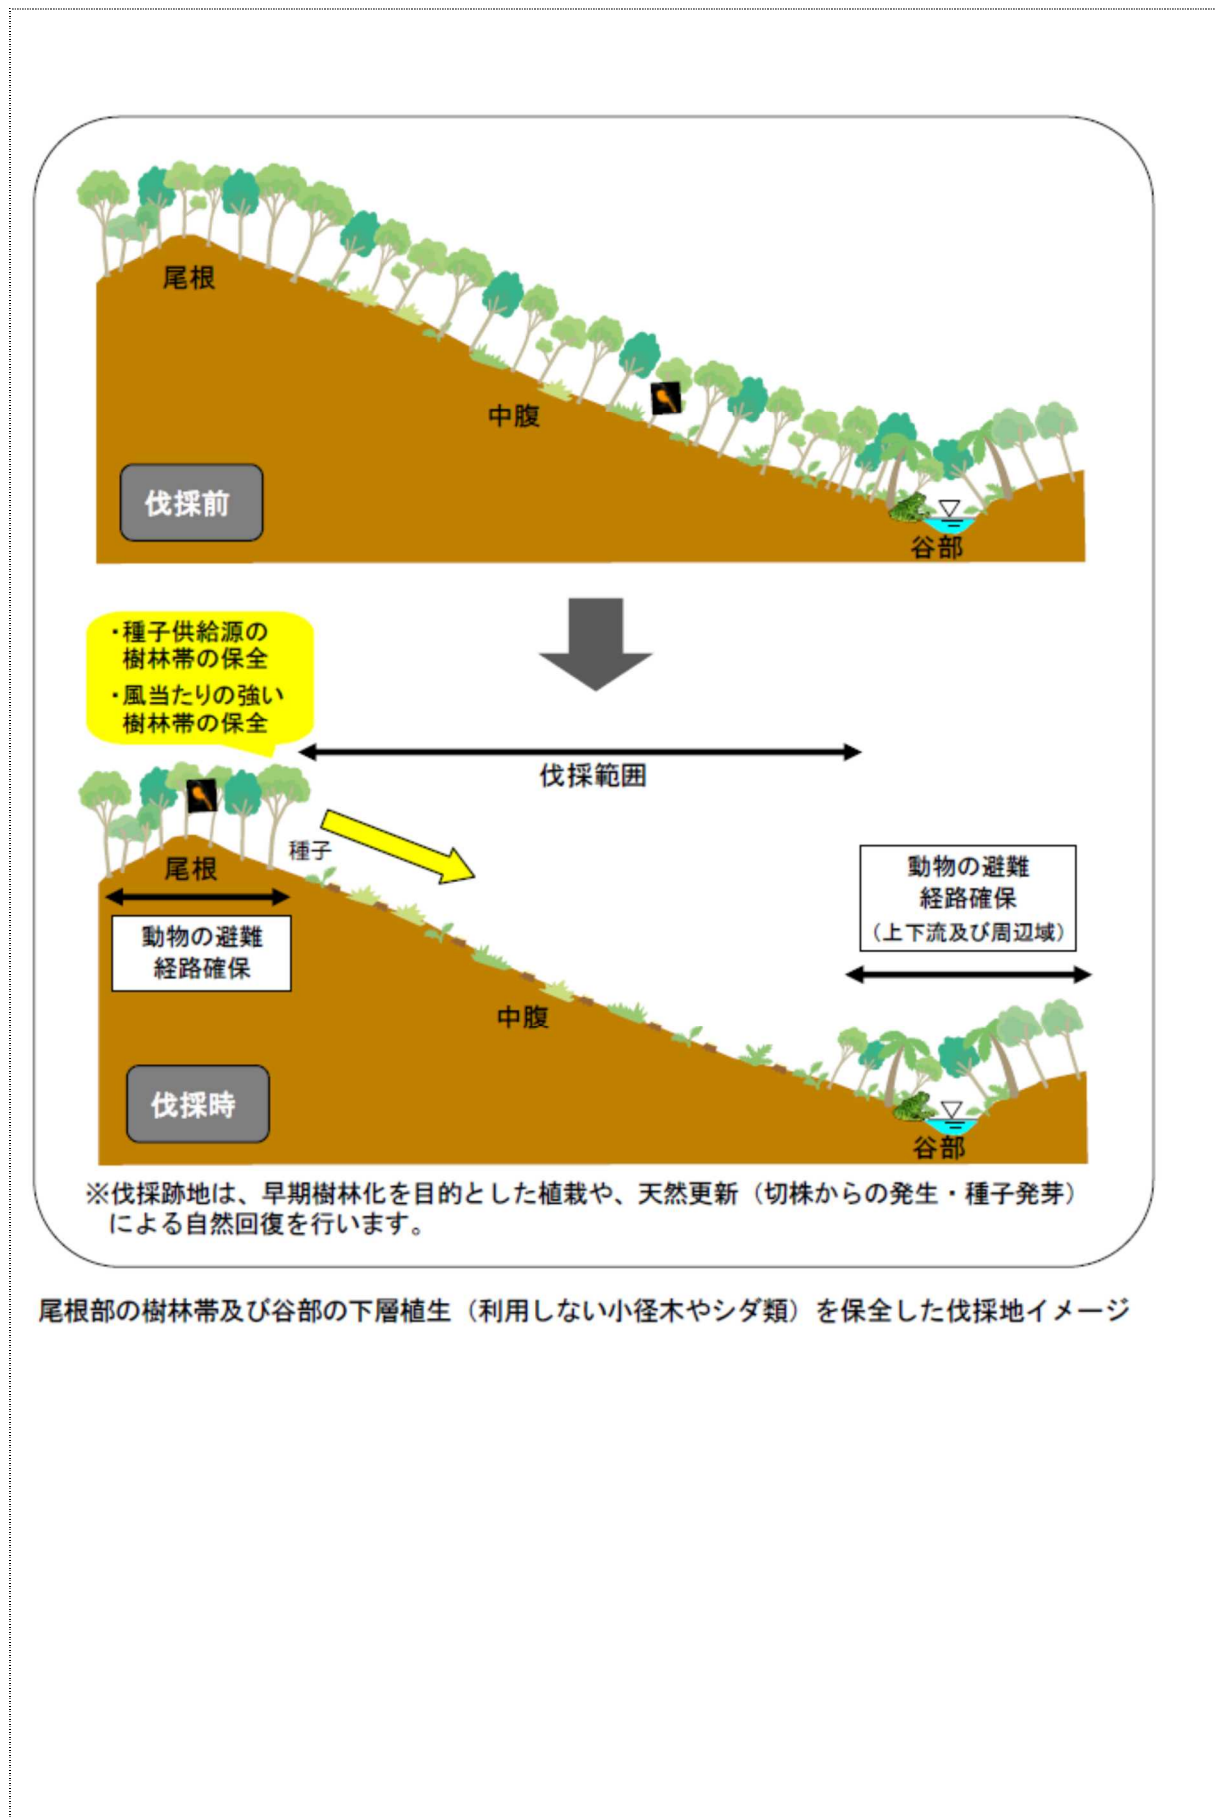 尾根
中腹
伐採前
谷部
・種子供給源の
樹林帯の保全
・風当たりの強い
樹林帯の保全
伐採範囲
種子
尾根
動物の避難
経路確保
動物の避難
経路確保
（上下流及び周辺域）
中腹
伐採時
谷部
※伐採跡地は、早期樹林化を目的とした植栽や、天然更新（切株からの発生・種子発芽）
による自然回復を行います。
尾根部の樹林帯及び谷部の下層植生（利用しない小径木やシダ類）を保全した伐採地イメージ